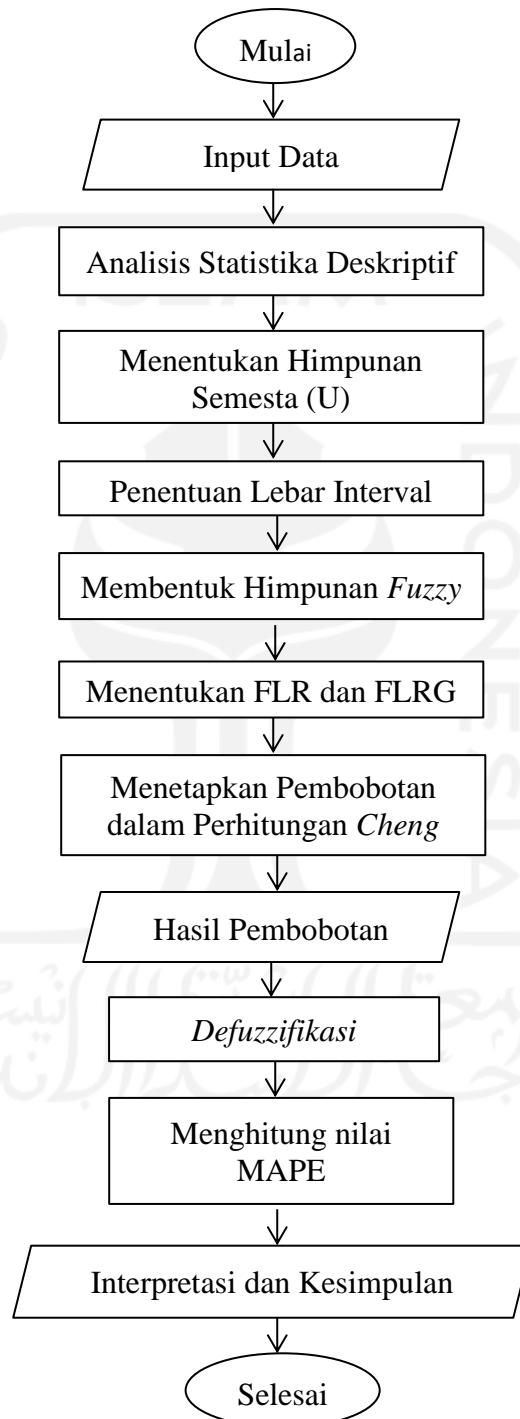 Mulai
Input Data
Analisis Statistika Deskriptif
Menentukan Himpunan
Semesta (U)
Penentuan Lebar Interval
Membentuk Himpunan Fuzzy
Menentukan FLR dan FLRG
Menetapkan Pembobotan
dalam Perhitungan Cheng
Hasil Pembobotan
Defuzzifikasi
Menghitung nilai
MAPE
Interpretasi dan Kesimpulan
Selesai